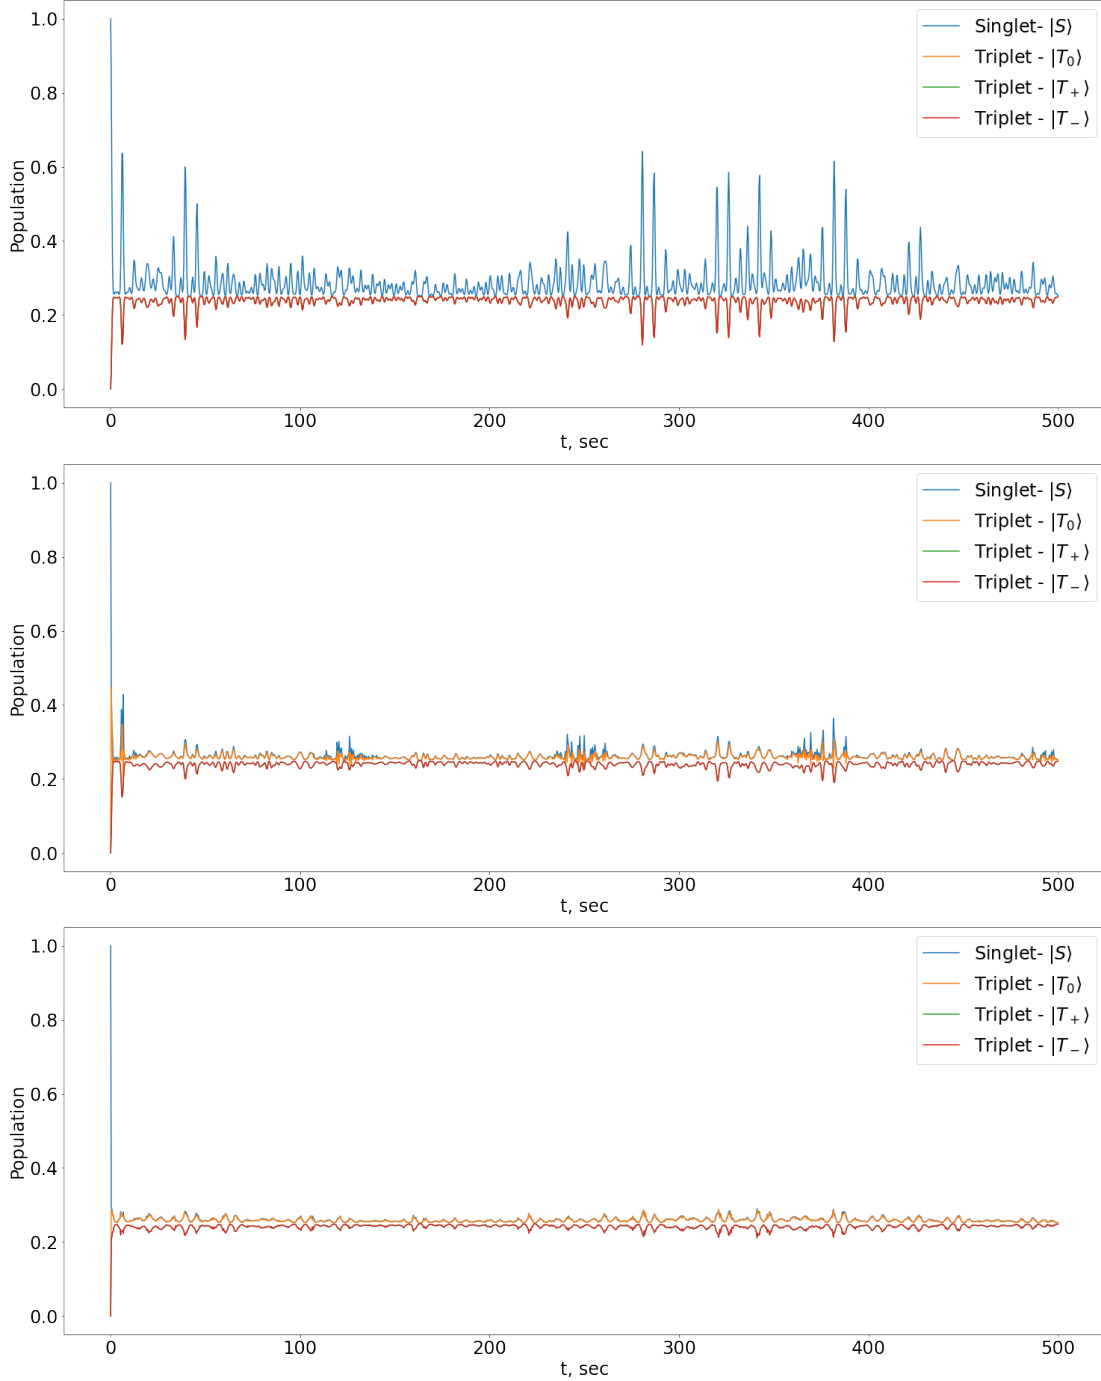 1.0
0.8
0.6
0.4
0.2
0.0
Population
Singlet- |S⟩
Triplet - |T₀⟩
Triplet - |T₊⟩
Triplet - |T₋⟩
0 100 200 300 400 500
t, sec
1.0
0.8
0.6
0.4
0.2
0.0
Population
Singlet- |S⟩
Triplet - |T₀⟩
Triplet - |T₊⟩
Triplet - |T₋⟩
0 100 200 300 400 500
t, sec
1.0
0.8
0.6
0.4
0.2
0.0
Population
Singlet- |S⟩
Triplet - |T₀⟩
Triplet - |T₊⟩
Triplet - |T₋⟩
0 100 200 300 400 500
t, sec